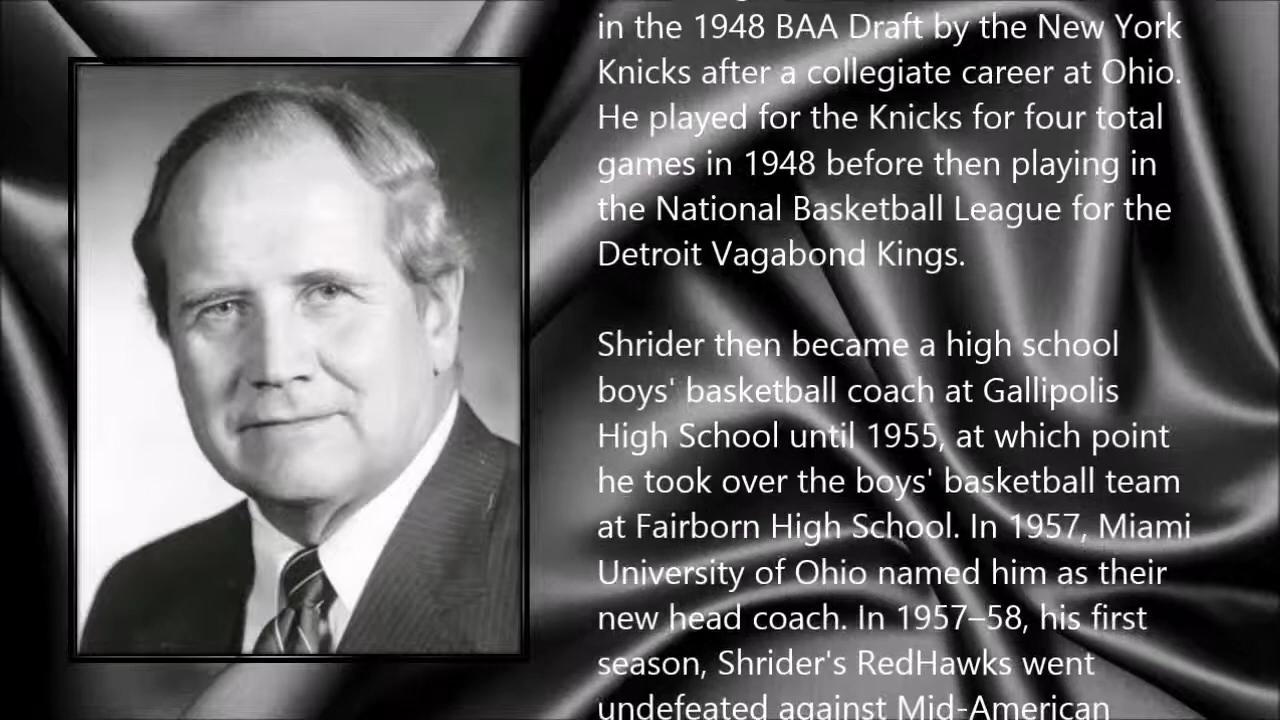 in the 1948 BAA Draft by the New York
Knicks after a collegiate career at Ohio.
He played for the Knicks for four total
games in 1948 before then playing in
the National Basketball League for the
Detroit Vagabond Kings.
Shrider then became a high school
boys' basketball coach at Gallipolis
High School until 1955, at which point
he took over the boys' basketball team
at Fairborn High School. In 1957, Miami
University of Ohio named him as their
new head coach. In 1957–58, his first
season, Shrider's RedHawks went
undefeated against Mid-American